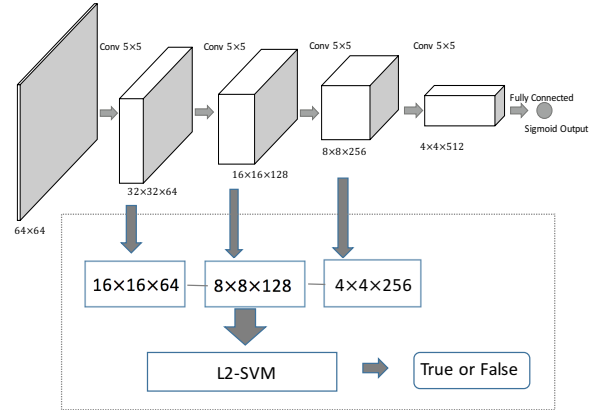 Conv 5×5
Conv 5×5
Conv 5×5
Conv 5×5
Fully Connected
Sigmoid Output
8×8×256
4×4×512
16×16×128
32×32×64
64×64
16×16×64
8×8×128
4×4×256
L2-SVM
True or False